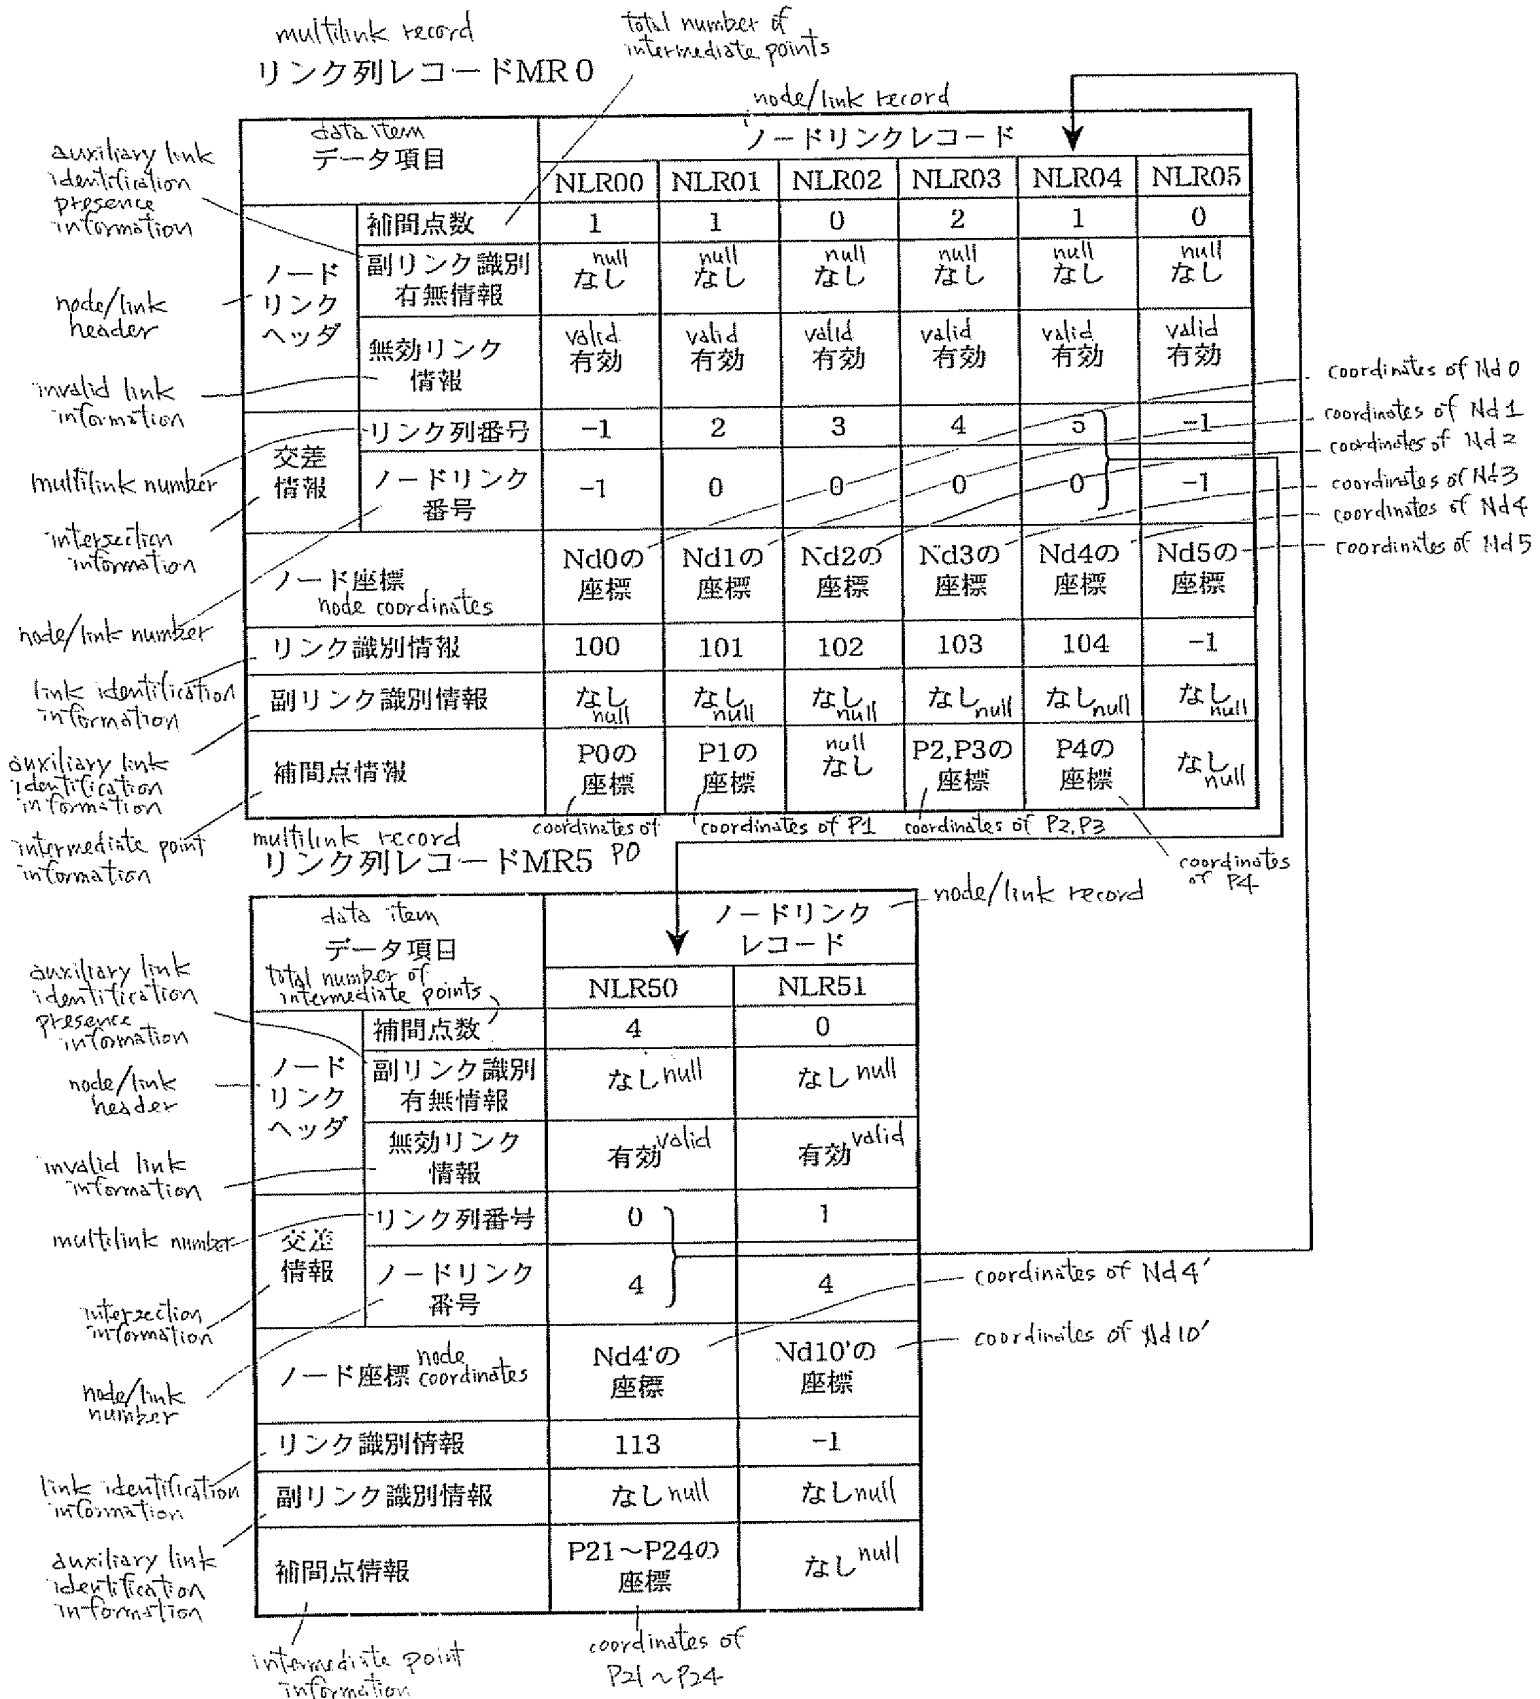 multilink record
リンク列レコードMR0
total number of
intermediate points
node/link record
data item
データ項目
ノードリンクレコード
NLR00 NLR01 NLR02 NLR03 NLR04 NLR05
auxiliary link
identification
presence
information
node/link
header
invalid link
information
multilink number
intersection
information
node/link number
link identification
information
auxiliary link
identification
information
intermediate point
information
ノード
リンク
ヘッダ
補間点数 1 1 0 2 1 0
副リンク識別
有無情報
null null null null null null
なし なし なし なし なし なし
無効リンク
情報
valid valid valid valid valid valid
有効 有効 有効 有効 有効 有効
交差
情報
リンク列番号 -1 2 3 4 5 -1
ノードリンク
番号
-1 0 0 0 0 -1
ノード座標
node coordinates
Nd0の Nd1の Nd2の Nd3の Nd4の Nd5の
座標 座標 座標 座標 座標 座標
リンク識別情報 100 101 102 103 104 -1
副リンク識別情報 なし なし なし なし なし なし
null null null null null null
補間点情報
P0の P1の null P2,P3の P4の なし
座標 座標 なし 座標 座標 null
coordinates of Nd0
coordinates of Nd1
coordinates of Nd2
coordinates of Nd3
coordinates of Nd4
coordinates of Nd5
coordinates of
P0
coordinates of P1
coordinates of P2,P3
coordinates
of P4
multilink record
リンク列レコードMR5
node/link record
data item
データ項目
ノードリンク
レコード
total number of
intermediate points
NLR50 NLR51
auxiliary link
identification
presence
information
node/link
header
invalid link
information
multilink number
intersection
information
node/link
number
link identification
information
auxiliary link
identification
information
ノード
リンク
ヘッダ
補間点数 4 0
副リンク識別
有無情報
なし null なし null
無効リンク
情報
有効 valid 有効 valid
交差
情報
リンク列番号 0 1
ノードリンク
番号
4 4
coordinates of Nd4'
coordinates of Nd10'
ノード座標 node
coordinates
Nd4'の Nd10'の
座標 座標
リンク識別情報 113 -1
副リンク識別情報 なし null なし null
補間点情報
P21～P24の
座標
なし null
intermediate point
information
coordinates of
P21～P24